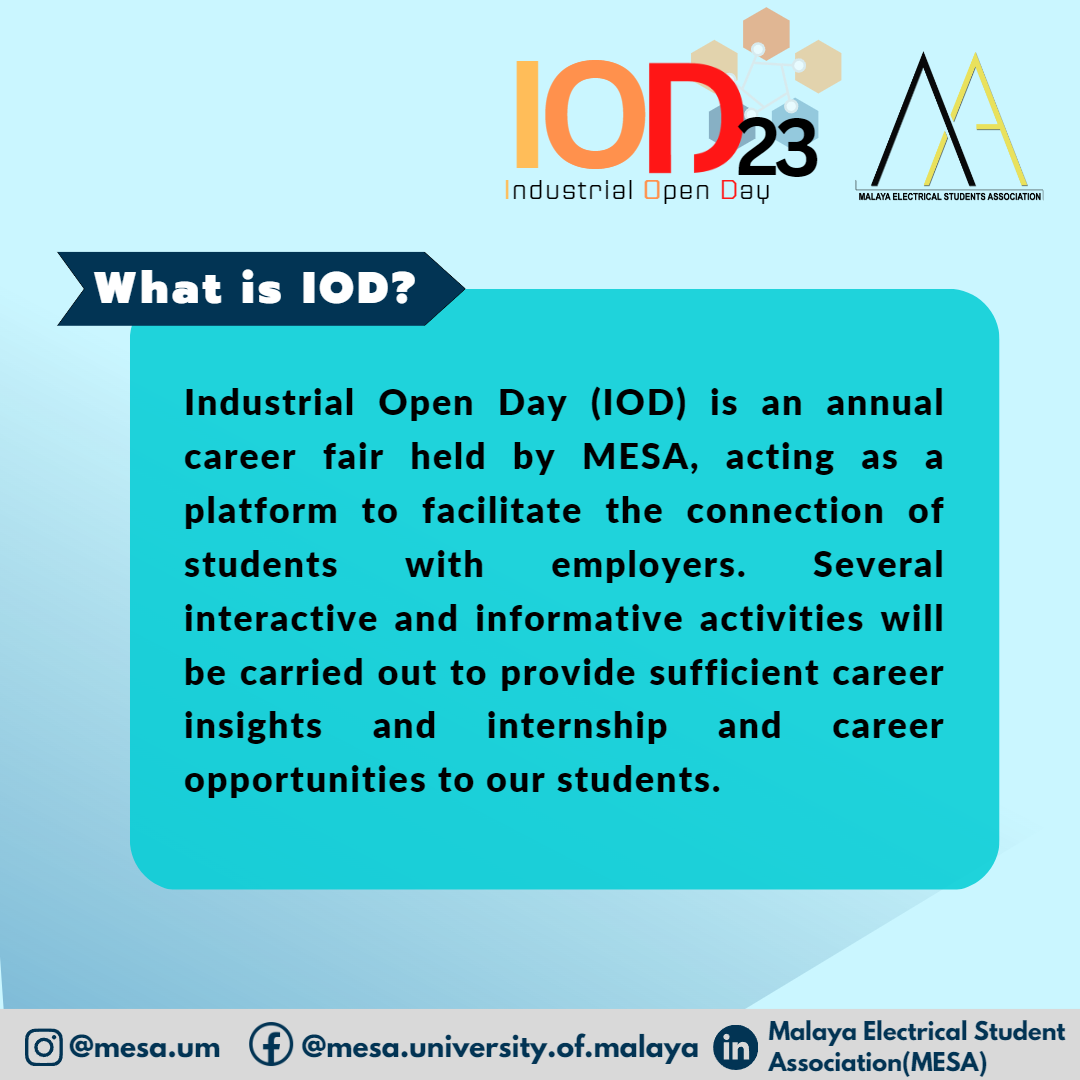 IOD23
Industrial Open Day
MALAYA ELECTRICAL STUDENTS ASSOCIATION
What is IOD?
Industrial Open Day (IOD) is an annual
career fair held by MESA, acting as a
platform to facilitate the connection of
students with employers. Several
interactive and informative activities will
be carried out to provide sufficient career
insights and internship and career
opportunities to our students.
@mesa.um
@mesa.university.of.malaya
in
Malaya Electrical Student
Association(MESA)